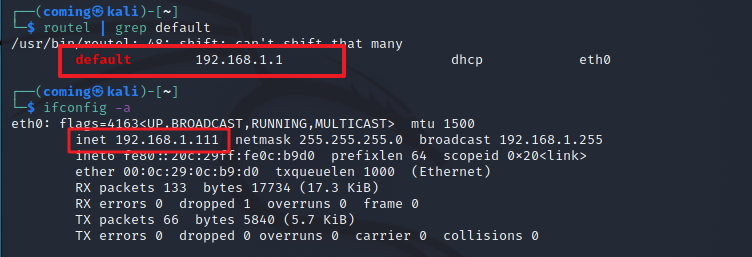 ┌──(coming㉿kali)-[~]
└─$ routel | grep default
/usr/bin/routel: 48: shift: can't shift that many
default 192.168.1.1 dhcp eth0
┌──(coming㉿kali)-[~]
└─$ ifconfig -a
eth0: flags=4163<UP,BROADCAST,RUNNING,MULTICAST> mtu 1500
inet 192.168.1.111 netmask 255.255.255.0 broadcast 192.168.1.255
inet6 fe80::20c:29ff:fe0c:b9d0 prefixlen 64 scopeid 0×20<link>
ether 00:0c:29:0c:b9:d0 txqueuelen 1000 (Ethernet)
RX packets 133 bytes 17734 (17.3 KiB)
RX errors 0 dropped 1 overruns 0 frame 0
TX packets 66 bytes 5840 (5.7 KiB)
TX errors 0 dropped 0 overruns 0 carrier 0 collisions 0